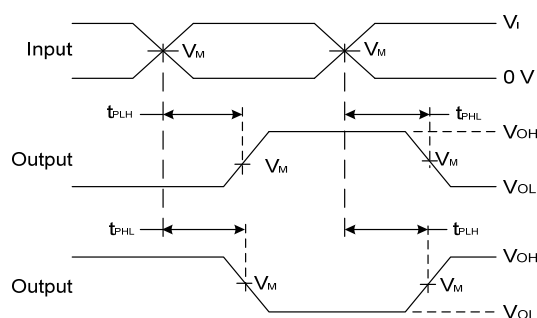 Input VM VM VI
0 V
tPLH tPHL
Output VM VM VOH
VOL
tPHL tPLH
Output VM VM VOH
VOL